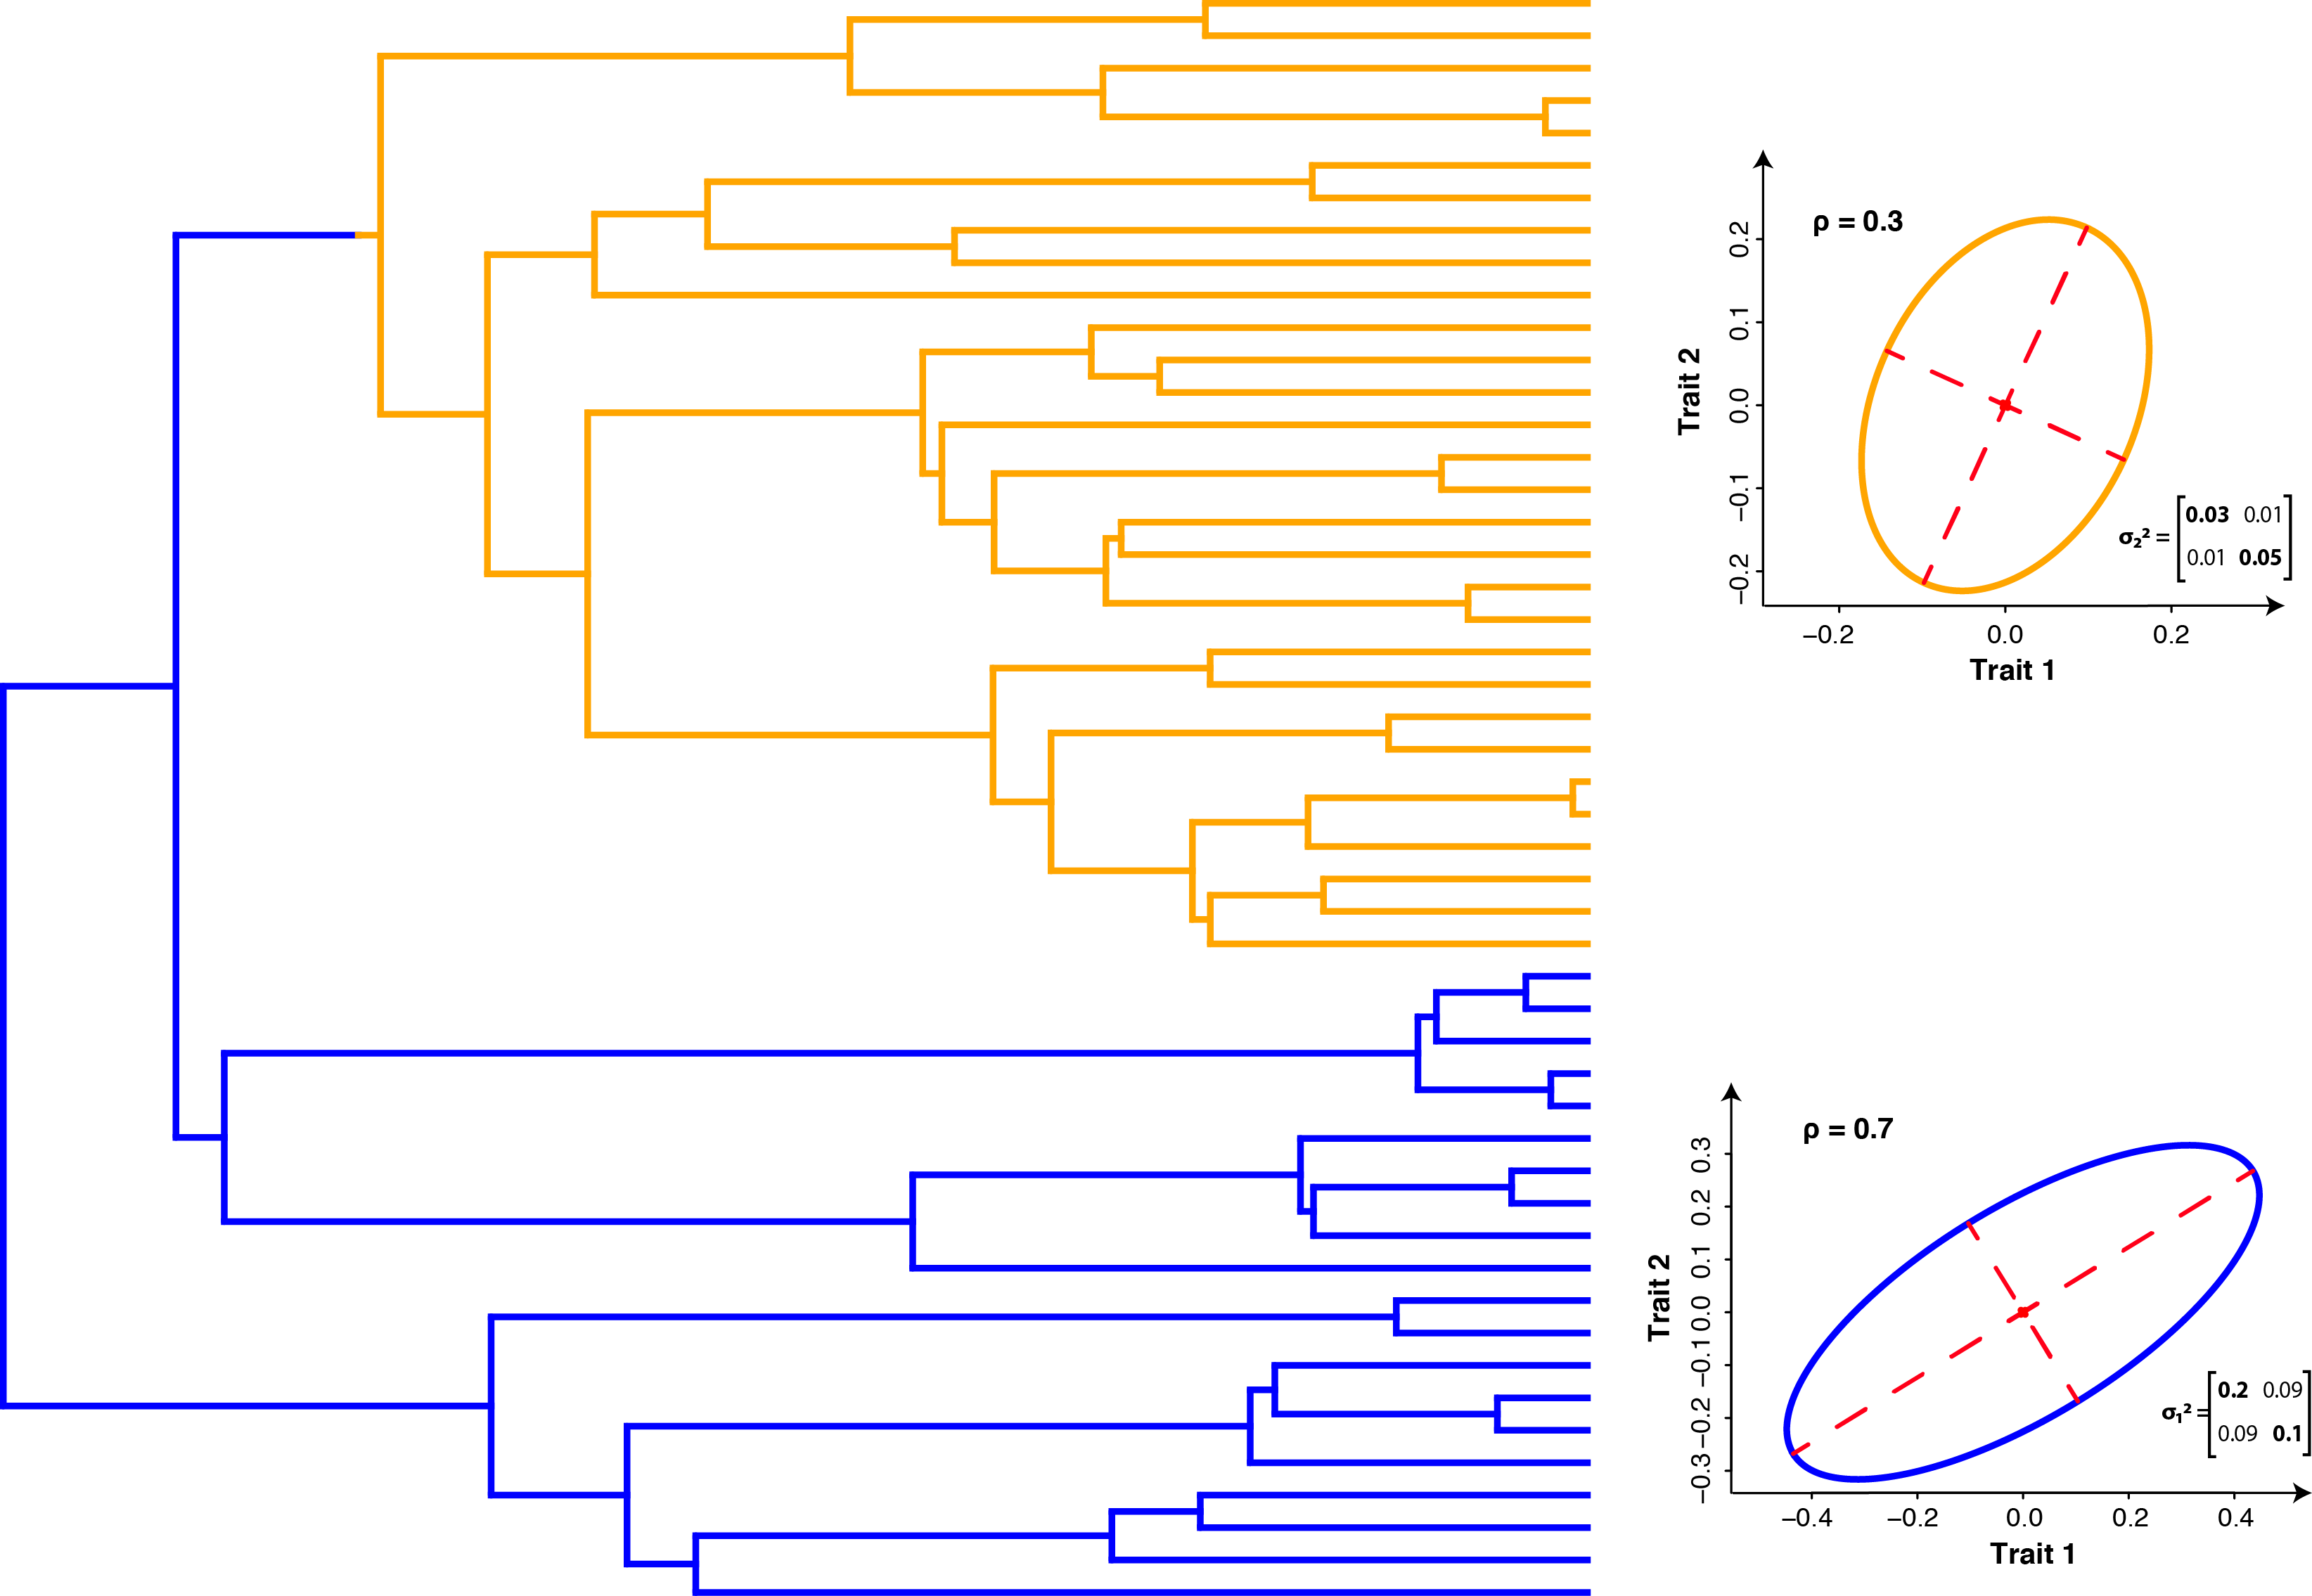 ρ = 0.3
0.2
0.1
0.0
−0.1
−0.2
Trait 2
σ₂² = [0.03 0.01
0.01 0.05]
−0.2 0.0 0.2
Trait 1
ρ = 0.7
0.3
0.2
0.1
0.0
−0.1
−0.2
−0.3
Trait 2
σ₁² = [0.2 0.09
0.09 0.1]
−0.4 −0.2 0.0 0.2 0.4
Trait 1